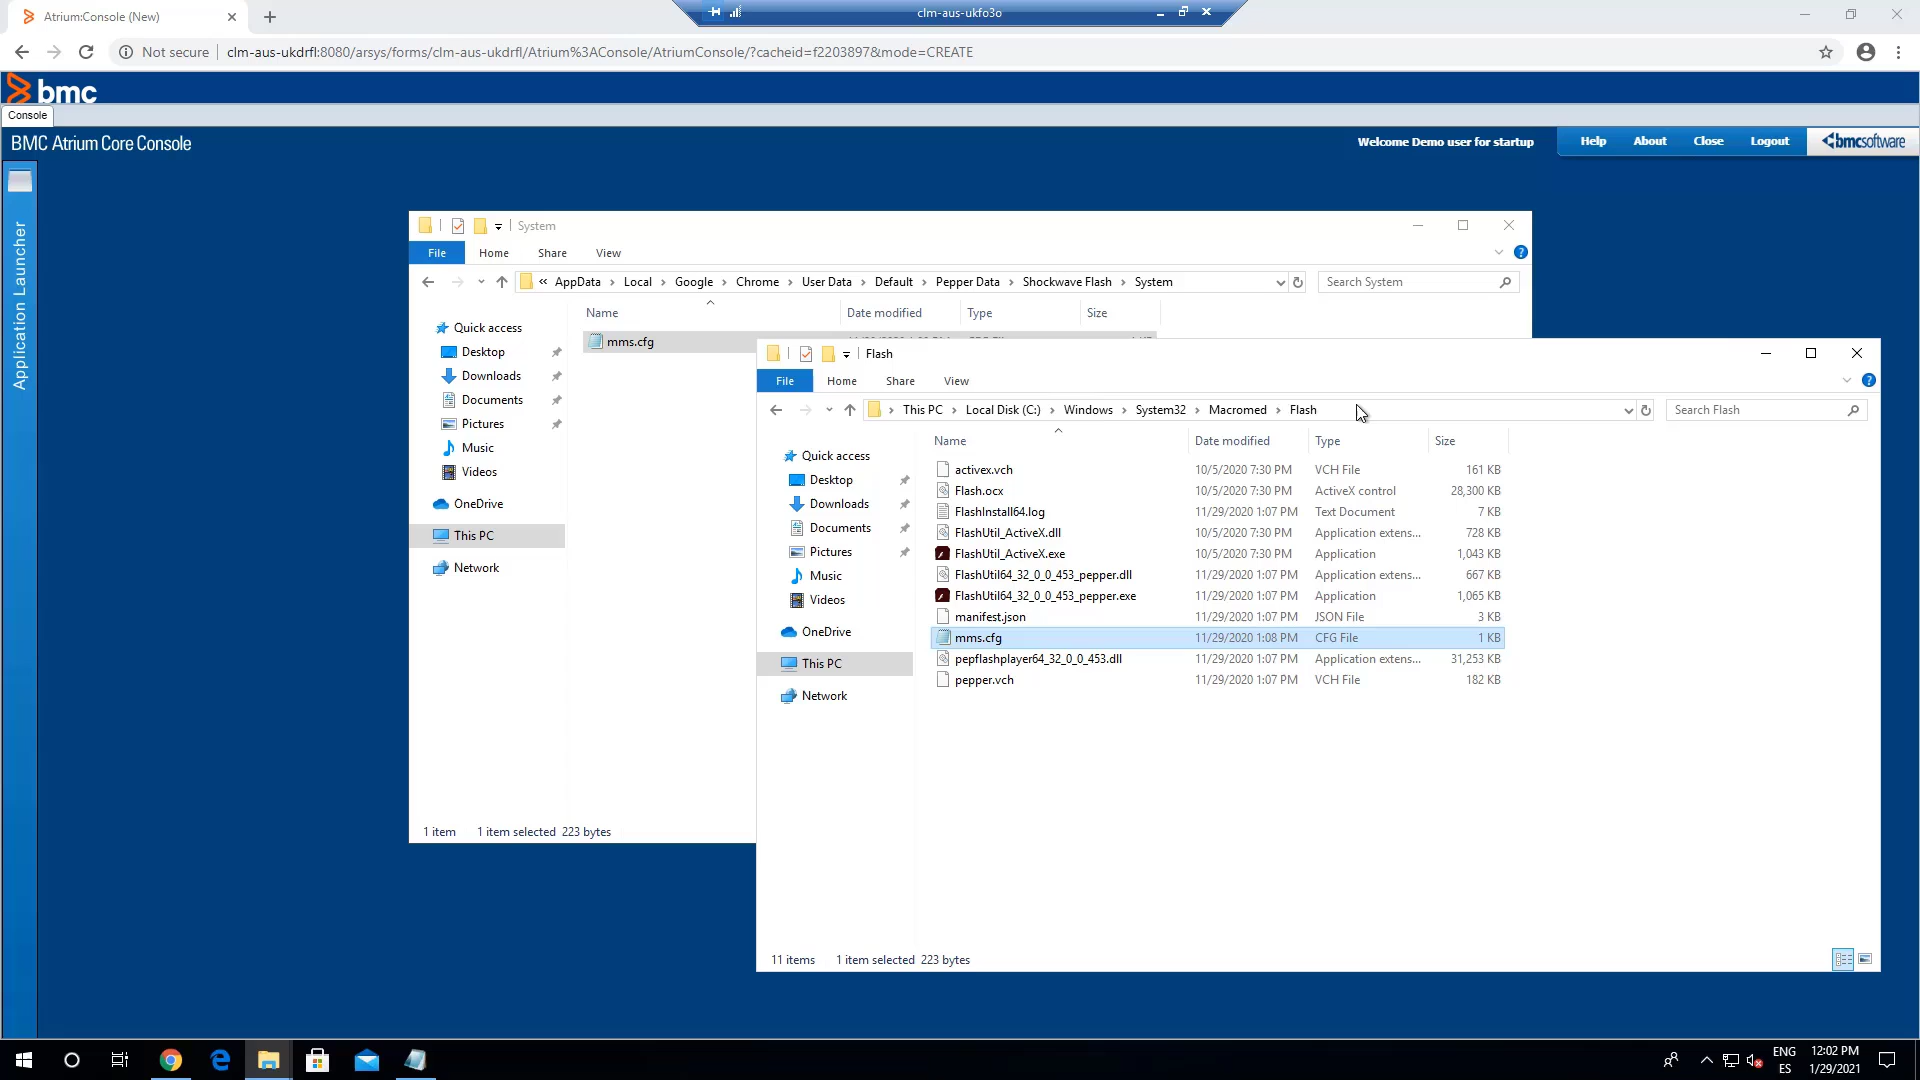 Atrium:Console (New)
clm-aus-ukfo3o
Not secure
clm-aus-ukdrfl:8080/arsys/forms/clm-aus-ukdrfl/Atrium%3AConsole/AtriumConsole/?cacheid=f2203897&mode=CREATE
bmc
Console
BMC Atrium Core Console
Welcome Demo user for startup
Help About Close Logout
bmcsoftware
Application Launcher
System
File Home Share View
« AppData › Local › Google › Chrome › User Data › Default › Pepper Data › Shockwave Flash › System
Search System
Name Date modified Type Size
mms.cfg
Quick access
Desktop
Downloads
Documents
Pictures
Music
Videos
OneDrive
This PC
Network
1 item 1 item selected 223 bytes
Flash
File Home Share View
This PC › Local Disk (C:) › Windows › System32 › Macromed › Flash
Search Flash
Quick access
Desktop
Downloads
Documents
Pictures
Music
Videos
OneDrive
This PC
Network
Name Date modified Type Size
activex.vch 10/5/2020 7:30 PM VCH File 161 KB
Flash.ocx 10/5/2020 7:30 PM ActiveX control 28,300 KB
FlashInstall64.log 11/29/2020 1:07 PM Text Document 7 KB
FlashUtil_ActiveX.dll 10/5/2020 7:30 PM Application extens... 728 KB
FlashUtil_ActiveX.exe 10/5/2020 7:30 PM Application 1,043 KB
FlashUtil64_32_0_0_453_pepper.dll 11/29/2020 1:07 PM Application extens... 667 KB
FlashUtil64_32_0_0_453_pepper.exe 11/29/2020 1:07 PM Application 1,065 KB
manifest.json 11/29/2020 1:07 PM JSON File 3 KB
mms.cfg 11/29/2020 1:08 PM CFG File 1 KB
pepflashplayer64_32_0_0_453.dll 11/29/2020 1:07 PM Application extens... 31,253 KB
pepper.vch 11/29/2020 1:07 PM VCH File 182 KB
11 items 1 item selected 223 bytes
ENG
ES
12:02 PM
1/29/2021